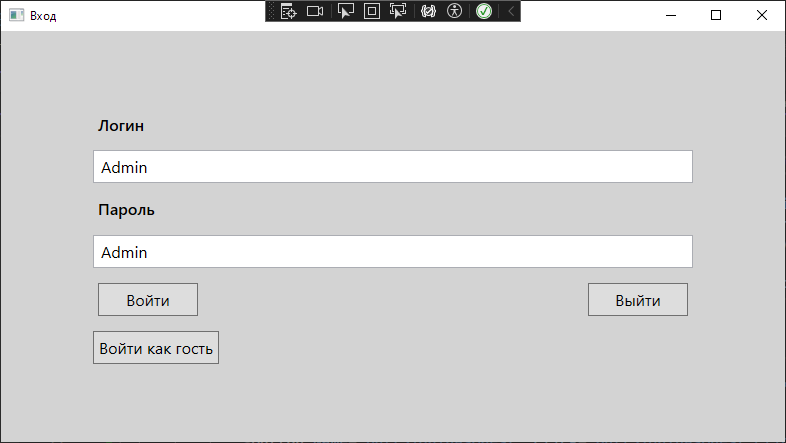 Вход
Логин
Admin
Пароль
Admin
Войти
Выйти
Войти как гость